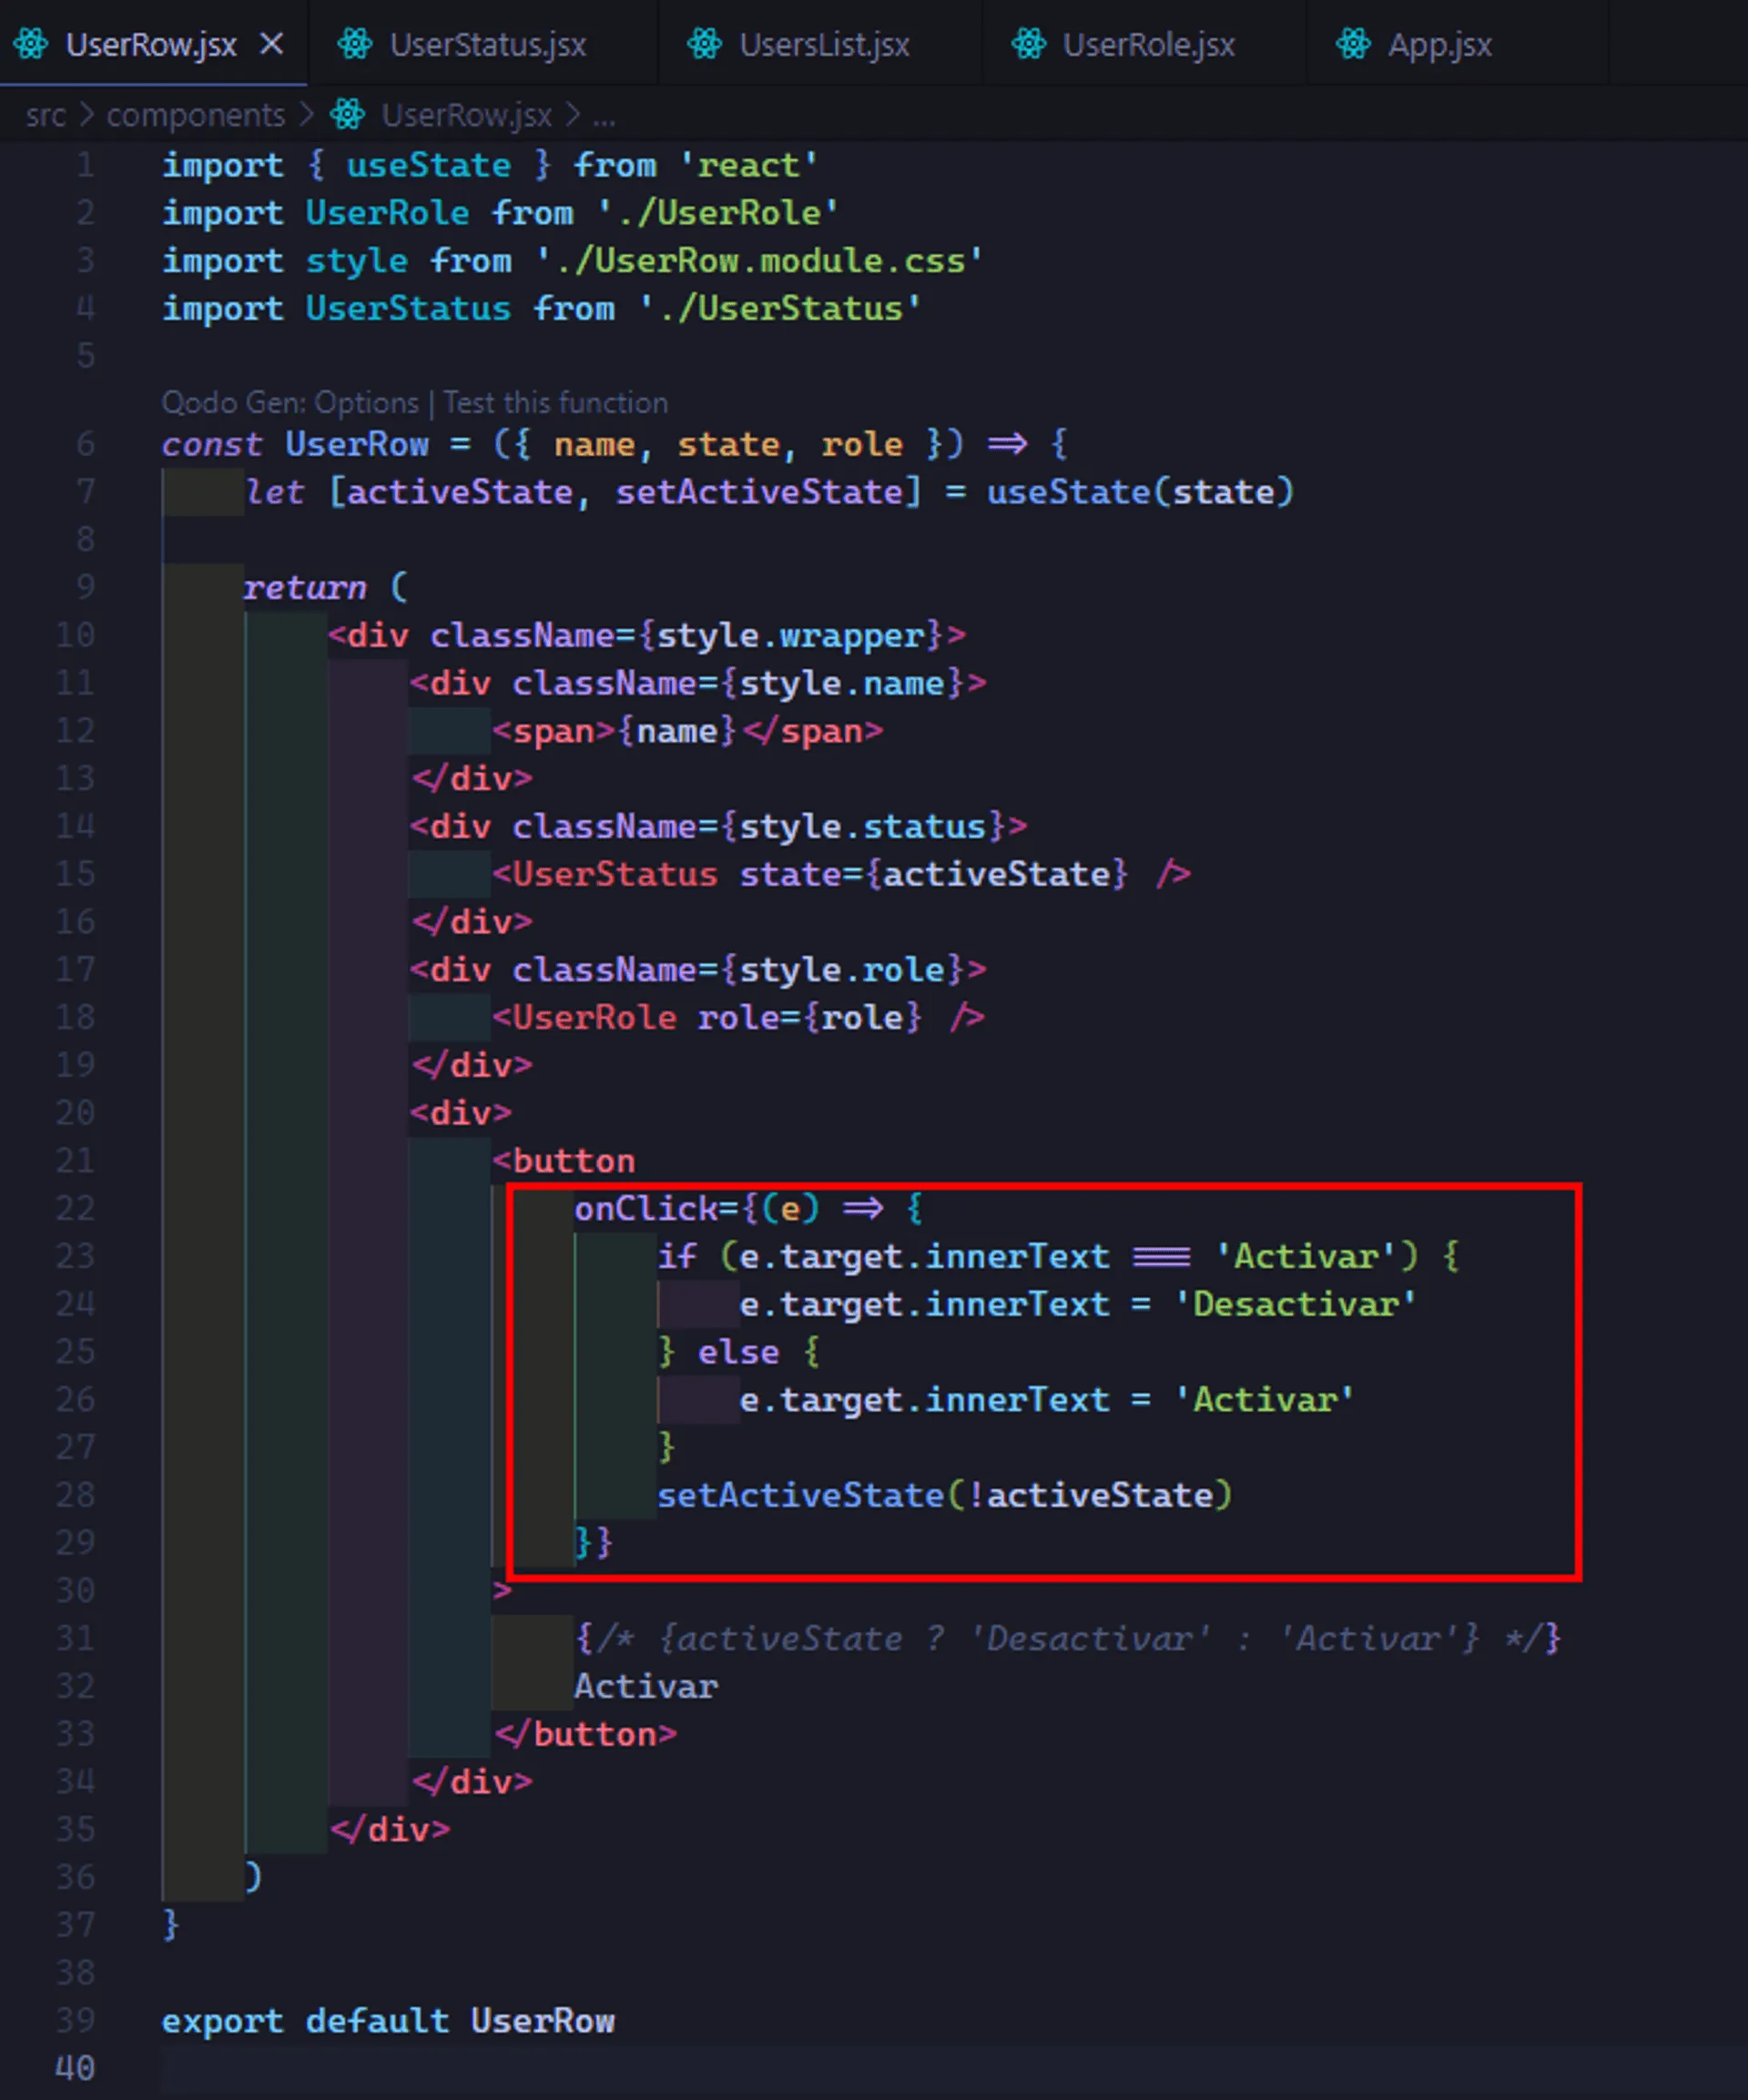 UserRow.jsx UserStatus.jsx UsersList.jsx UserRole.jsx App.jsx
src > components > UserRow.jsx > ...
1 import { useState } from 'react'
2 import UserRole from './UserRole'
3 import style from './UserRow.module.css'
4 import UserStatus from './UserStatus'
5
Qodo Gen: Options | Test this function
6 const UserRow = ({ name, state, role }) => {
7     let [activeState, setActiveState] = useState(state)
8
9     return (
10         <div className={style.wrapper}>
11             <div className={style.name}>
12                 <span>{name}</span>
13             </div>
14             <div className={style.status}>
15                 <UserStatus state={activeState} />
16             </div>
17             <div className={style.role}>
18                 <UserRole role={role} />
19             </div>
20             <div>
21                 <button
22                     onClick={(e) => {
23                         if (e.target.innerText === 'Activar') {
24                             e.target.innerText = 'Desactivar'
25                         } else {
26                             e.target.innerText = 'Activar'
27                         }
28                         setActiveState(!activeState)
29                     }}
30                 >
31                     {/* {activeState ? 'Desactivar' : 'Activar'} */}
32                     Activar
33                 </button>
34             </div>
35         </div>
36     )
37 }
38
39 export default UserRow
40